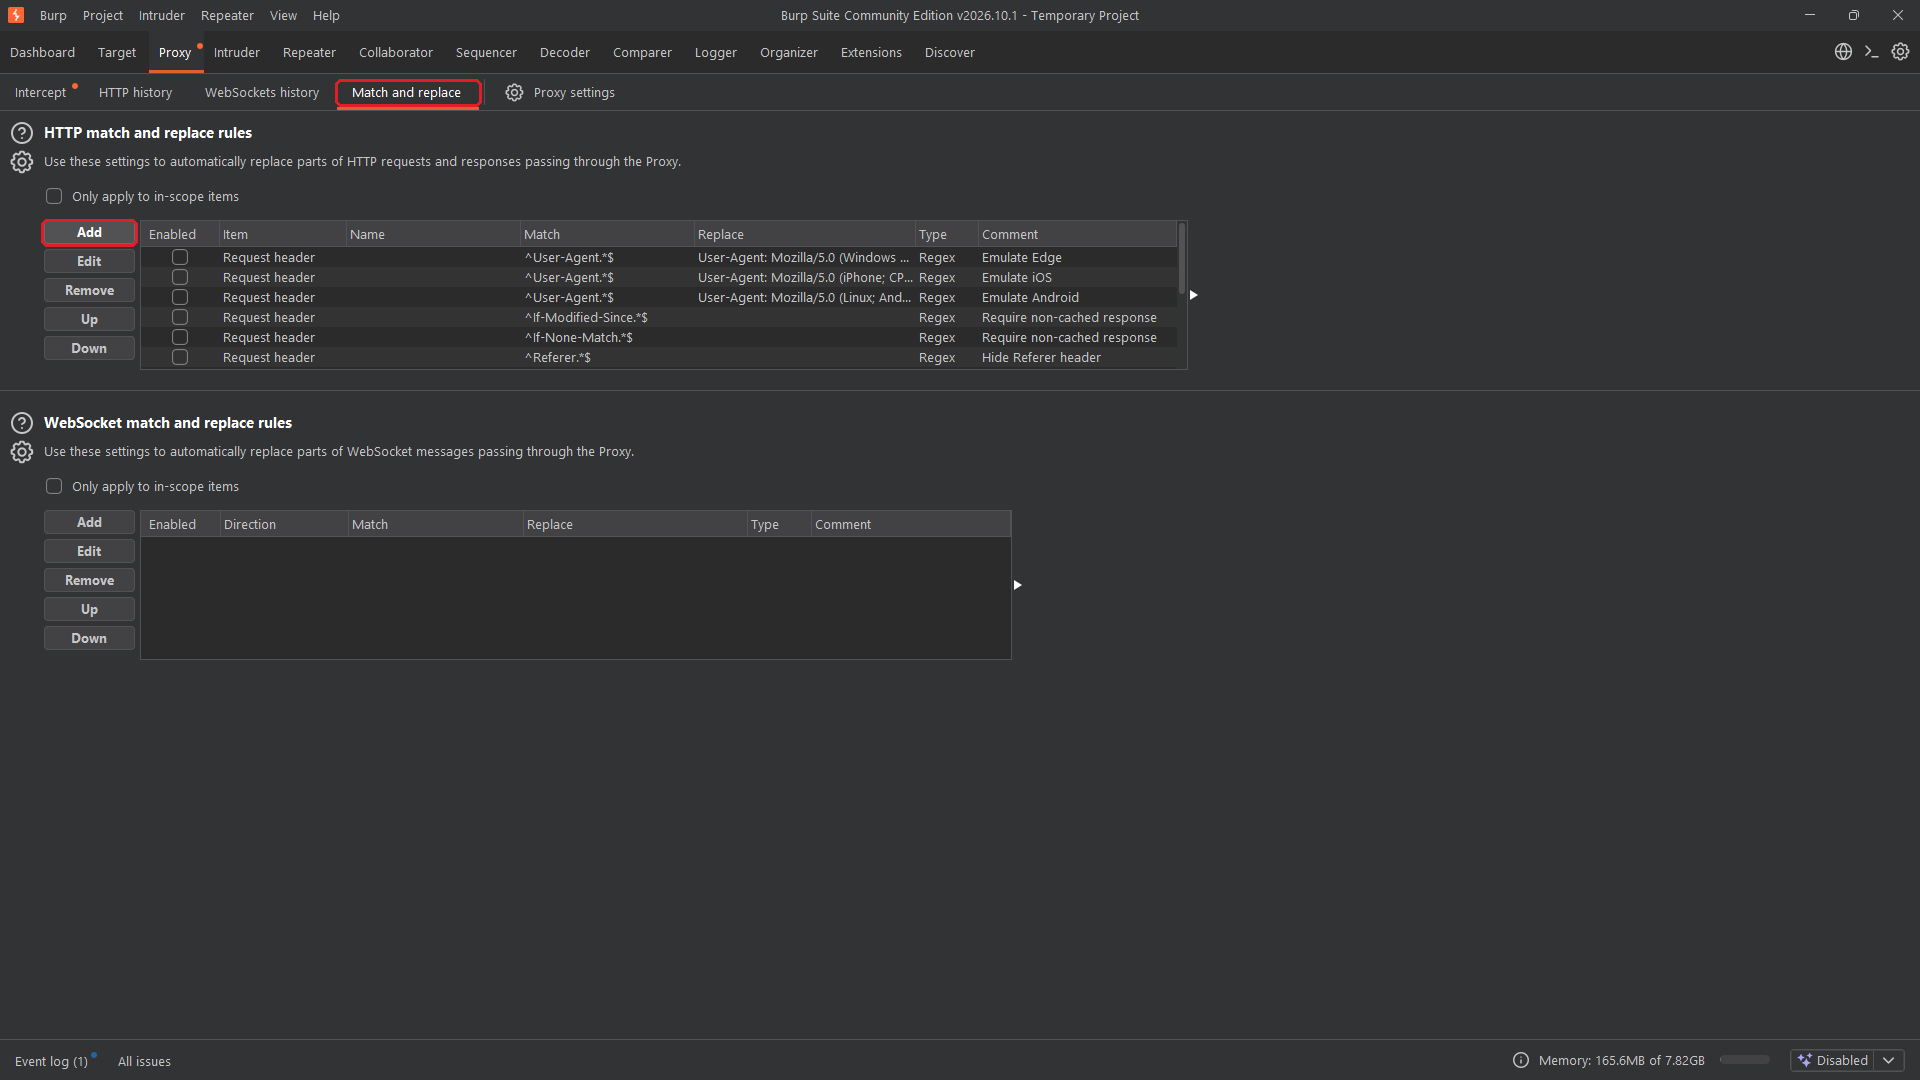 Burp Project Intruder Repeater View Help
Burp Suite Community Edition v2026.10.1 - Temporary Project
Dashboard Target Proxy Intruder Repeater Collaborator Sequencer Decoder Comparer Logger Organizer Extensions Discover
Intercept HTTP history WebSockets history Match and replace Proxy settings
HTTP match and replace rules
Use these settings to automatically replace parts of HTTP requests and responses passing through the Proxy.
Only apply to in-scope items
Add
Edit
Remove
Up
Down
Enabled Item Name Match Replace Type Comment
Request header ^User-Agent.*$ User-Agent: Mozilla/5.0 (Windows ... Regex Emulate Edge
Request header ^User-Agent.*$ User-Agent: Mozilla/5.0 (iPhone; CP... Regex Emulate iOS
Request header ^User-Agent.*$ User-Agent: Mozilla/5.0 (Linux; And... Regex Emulate Android
Request header ^If-Modified-Since.*$ Regex Require non-cached response
Request header ^If-None-Match.*$ Regex Require non-cached response
Request header ^Referer.*$ Regex Hide Referer header
WebSocket match and replace rules
Use these settings to automatically replace parts of WebSocket messages passing through the Proxy.
Only apply to in-scope items
Add
Edit
Remove
Up
Down
Enabled Direction Match Replace Type Comment
Event log (1) All issues
Memory: 165.6MB of 7.82GB
Disabled